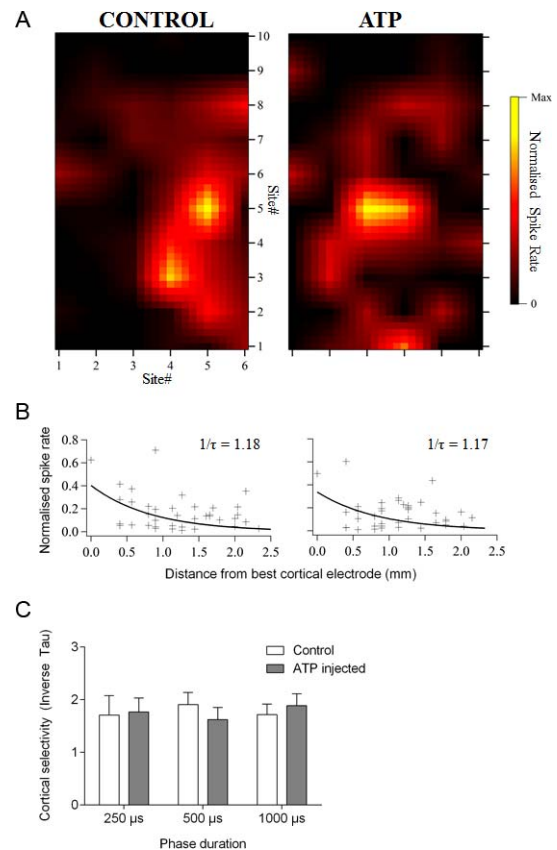 A
CONTROL
ATP
10
9
8
7
6
5
4
3
2
1
Site#
1 2 3 4 5 6
Site#
Max
Normalised Spike Rate
0
B
1/τ = 1.18
1/τ = 1.17
Normalised spike rate
0.8
0.6
0.4
0.2
0.0
0.0 0.5 1.0 1.5 2.0 2.5
0.0 0.5 1.0 1.5 2.0 2.5
Distance from best cortical electrode (mm)
C
Control
ATP injected
Cortical selectivity (Inverse Tau)
3
2
1
0
250 µs 500 µs 1000 µs
Phase duration